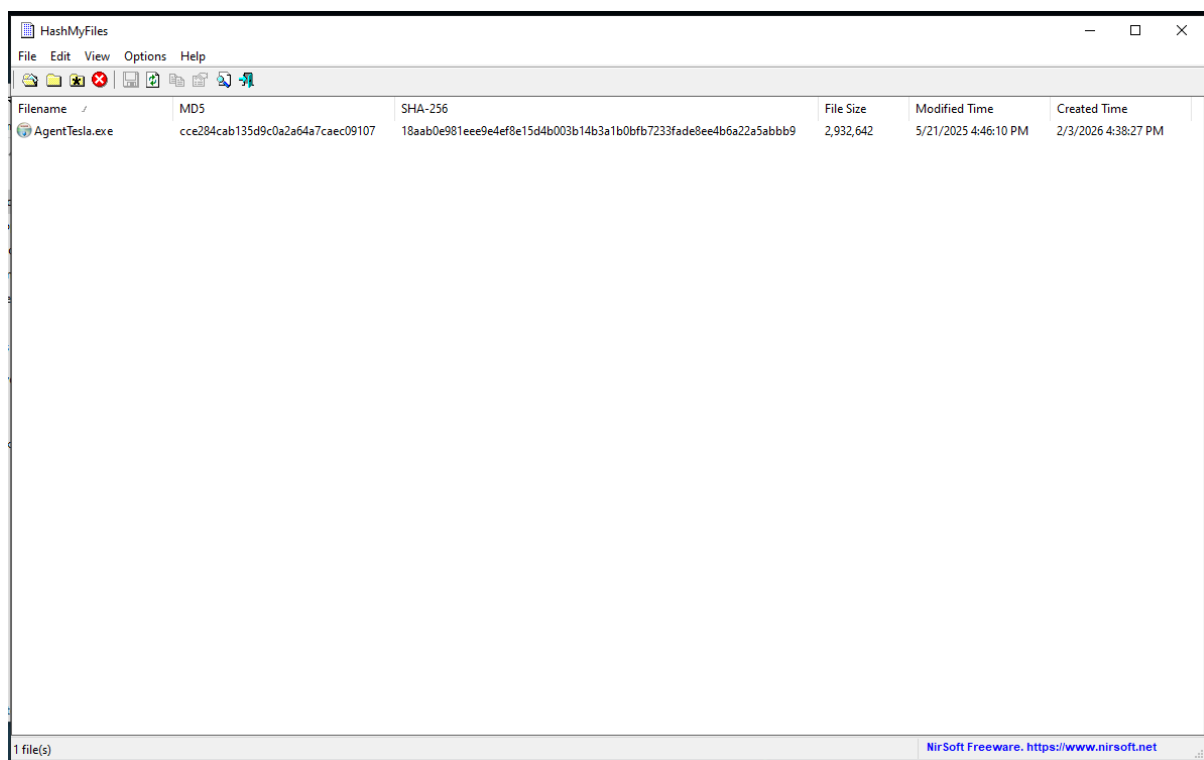 HashMyFiles
File Edit View Options Help
Filename MD5 SHA-256 File Size Modified Time Created Time
AgentTesla.exe cce284cab135d9c0a2a64a7caec09107 18aab0e981eee9e4ef8e15d4b003b14b3a1b0bfb7233fade8ee4b6a22a5abbb9 2,932,642 5/21/2025 4:46:10 PM 2/3/2026 4:38:27 PM
1 file(s) NirSoft Freeware. https://www.nirsoft.net